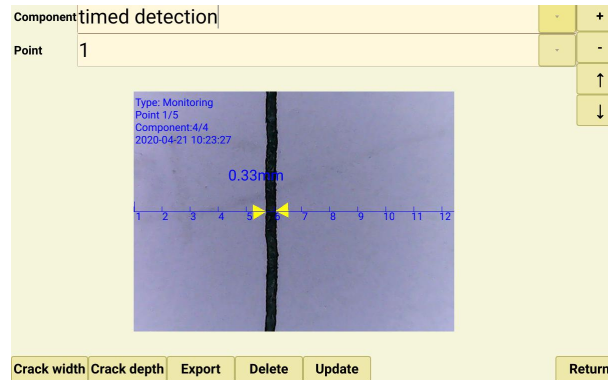 Component timed detection - +
Point 1 - -
↑
↓
Type: Monitoring
Point 1/5
Component:4/4
2020-04-21 10:23:27
0.33mm
1 2 3 4 5 6 7 8 9 10 11 12
Crack width Crack depth Export Delete Update Return